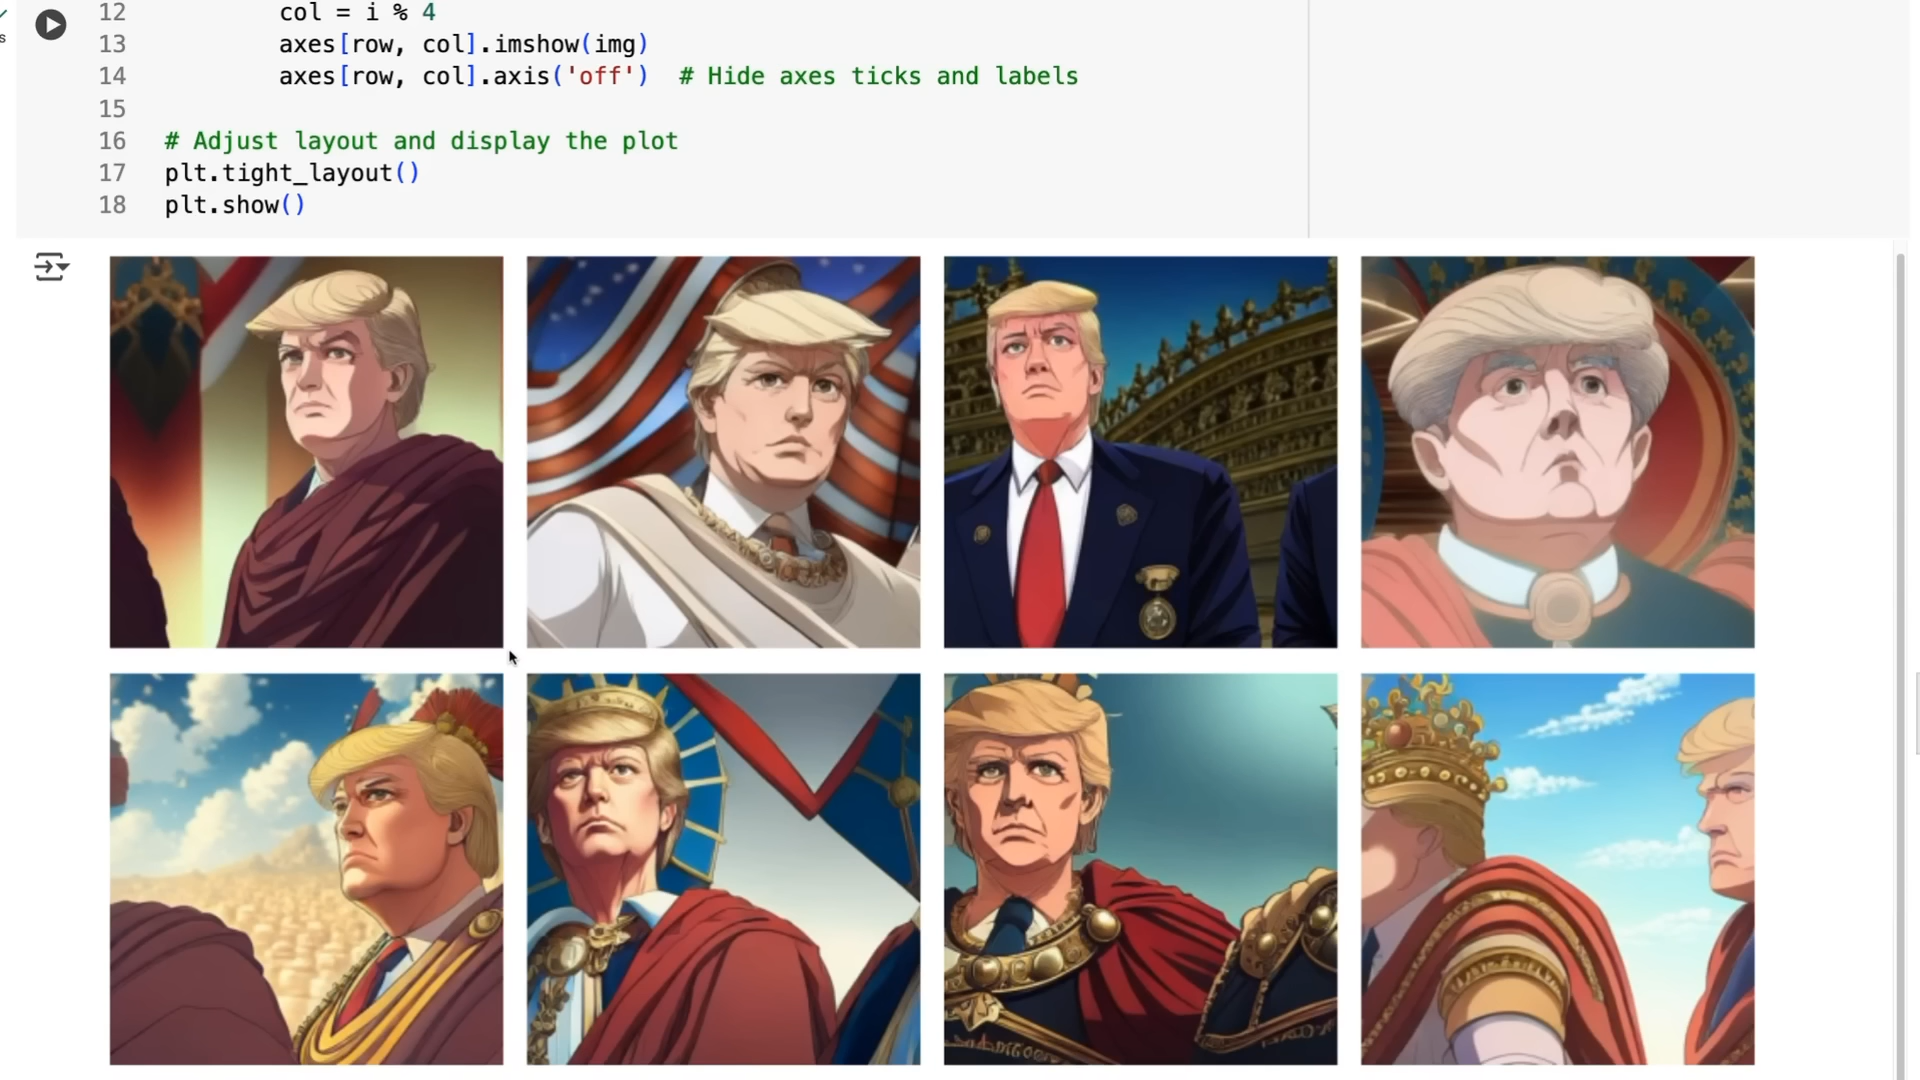 12 col = i % 4
13 axes[row, col].imshow(img)
14 axes[row, col].axis('off') # Hide axes ticks and labels
15
16 # Adjust layout and display the plot
17 plt.tight_layout()
18 plt.show()
s